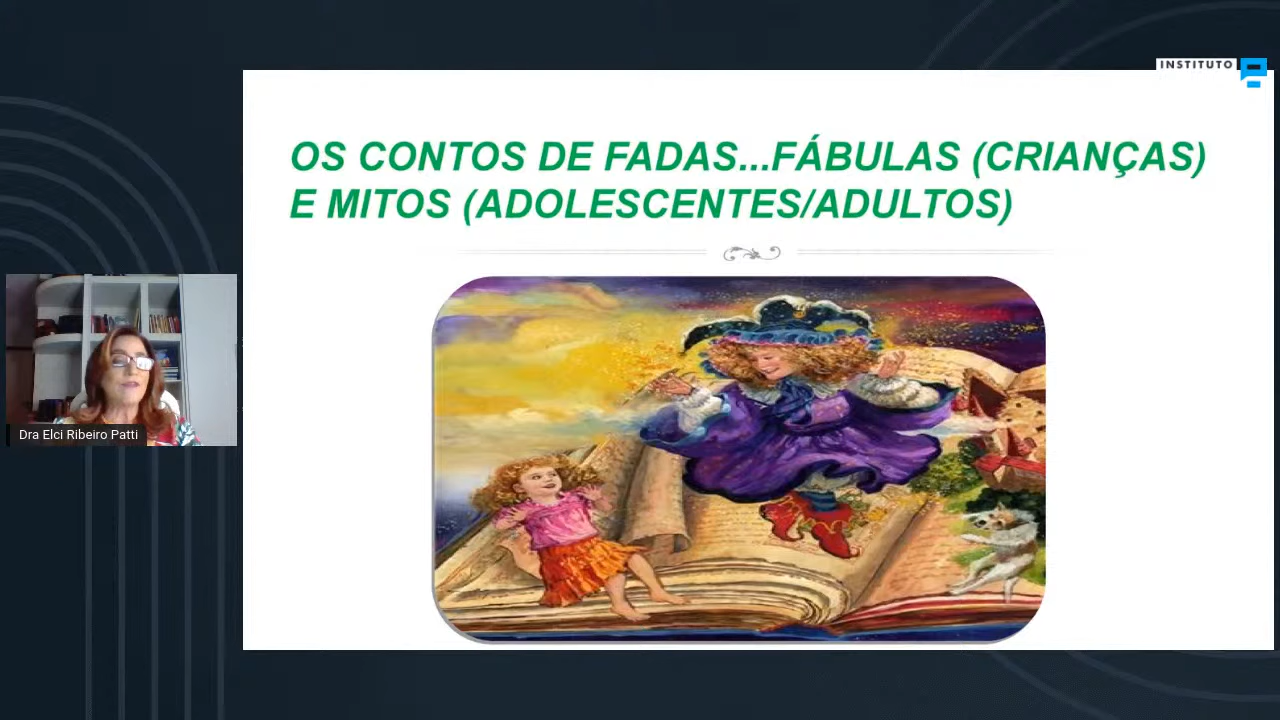 INSTITUTO
OS CONTOS DE FADAS...FÁBULAS (CRIANÇAS)
E MITOS (ADOLESCENTES/ADULTOS)
Dra Elci Ribeiro Patti